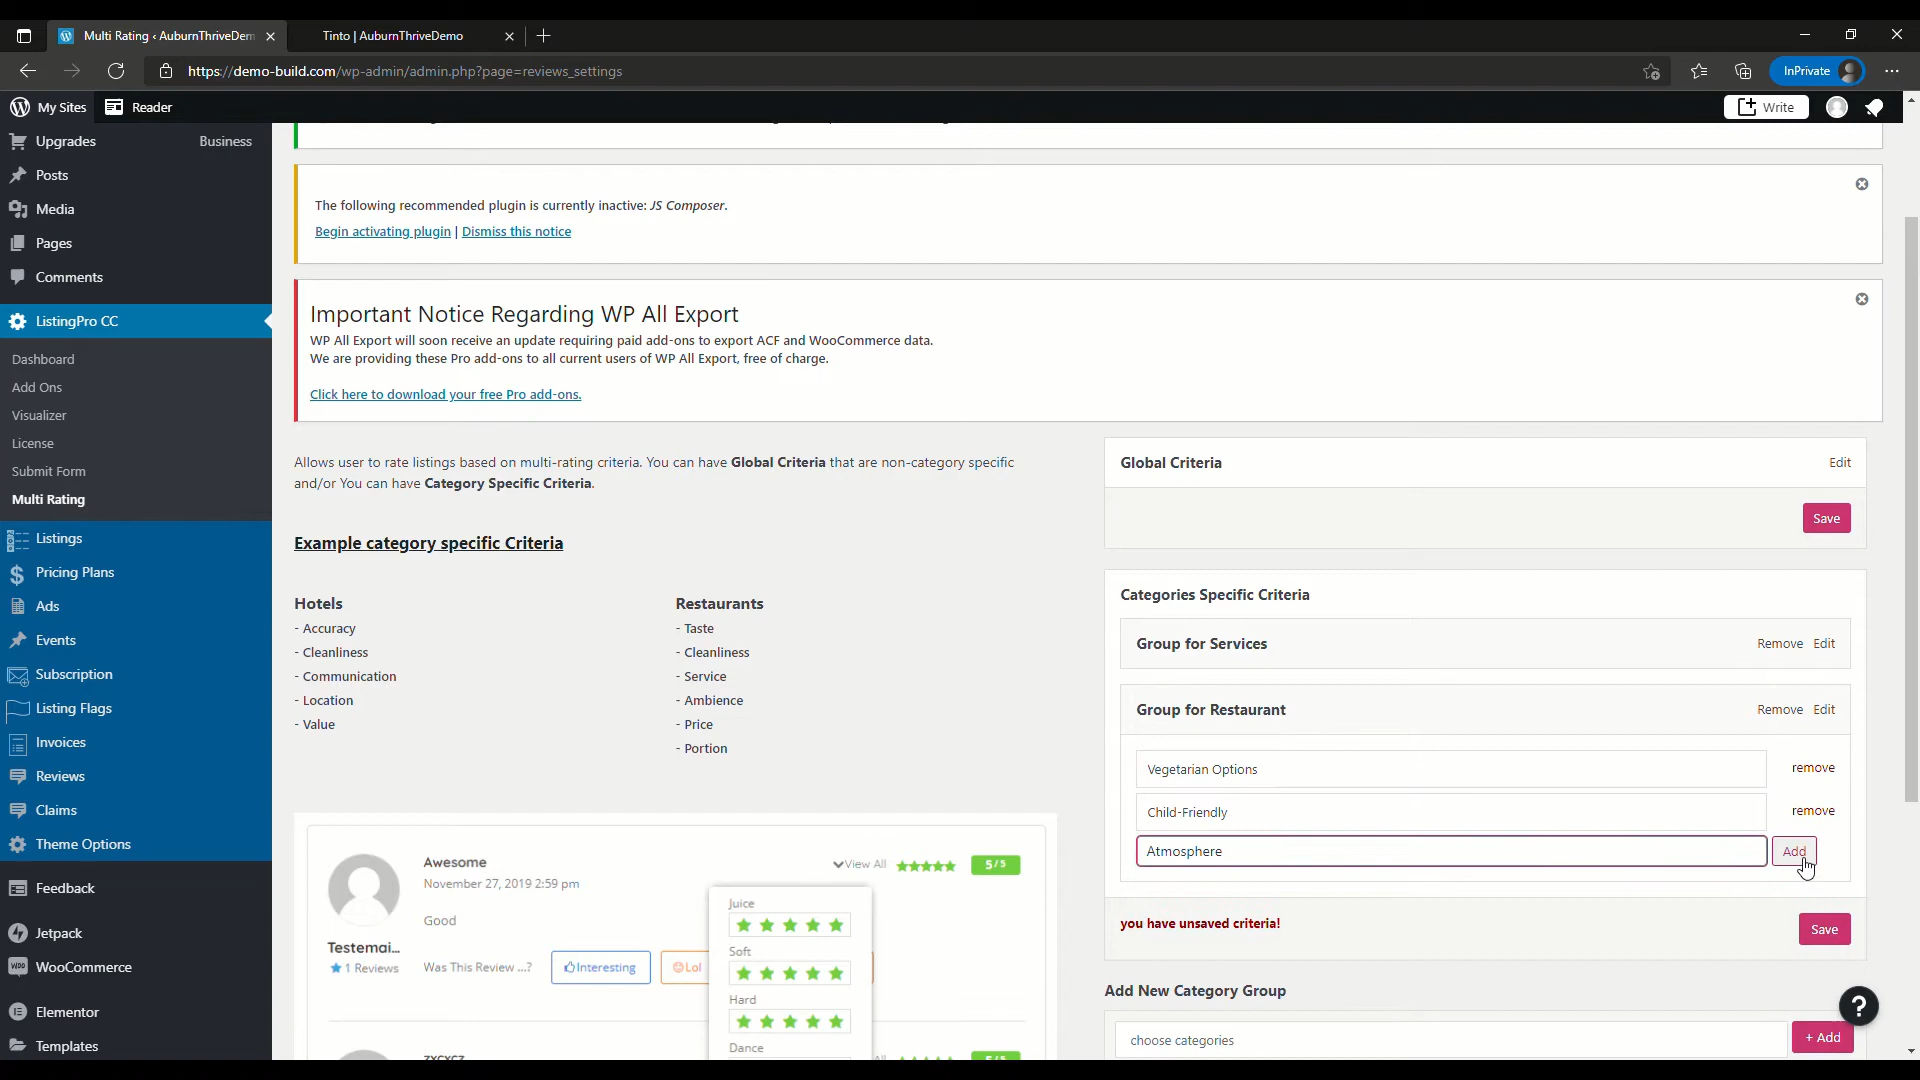 Multi Rating ‹ AuburnThriveDem
Tinto | AuburnThriveDemo
https://demo-build.com/wp-admin/admin.php?page=reviews_settings
InPrivate
My Sites
Reader
Write
Upgrades
Business
Posts
Media
Pages
Comments
ListingPro CC
Dashboard
Add Ons
Visualizer
License
Submit Form
Multi Rating
Listings
Pricing Plans
Ads
Events
Subscription
Listing Flags
Invoices
Reviews
Claims
Theme Options
Feedback
Jetpack
WooCommerce
Elementor
Templates
The following recommended plugin is currently inactive: JS Composer.
Begin activating plugin | Dismiss this notice
Important Notice Regarding WP All Export
WP All Export will soon receive an update requiring paid add-ons to export ACF and WooCommerce data.
We are providing these Pro add-ons to all current users of WP All Export, free of charge.
Click here to download your free Pro add-ons.
Allows user to rate listings based on multi-rating criteria. You can have Global Criteria that are non-category specific
and/or You can have Category Specific Criteria.
Example category specific Criteria
Hotels
- Accuracy
- Cleanliness
- Communication
- Location
- Value
Restaurants
- Taste
- Cleanliness
- Service
- Ambience
- Price
- Portion
Awesome
View All
5/5
November 27, 2019 2:59 pm
Good
Testemai...
1 Reviews
Was This Review ...?
Interesting
Lol
Juice
Soft
Hard
Dance
zxcxcz
5/5
Global Criteria
Edit
Save
Categories Specific Criteria
Group for Services
Remove Edit
Group for Restaurant
Remove Edit
Vegetarian Options
remove
Child-Friendly
remove
Atmosphere
Add
you have unsaved criteria!
Save
Add New Category Group
choose categories
+ Add
?